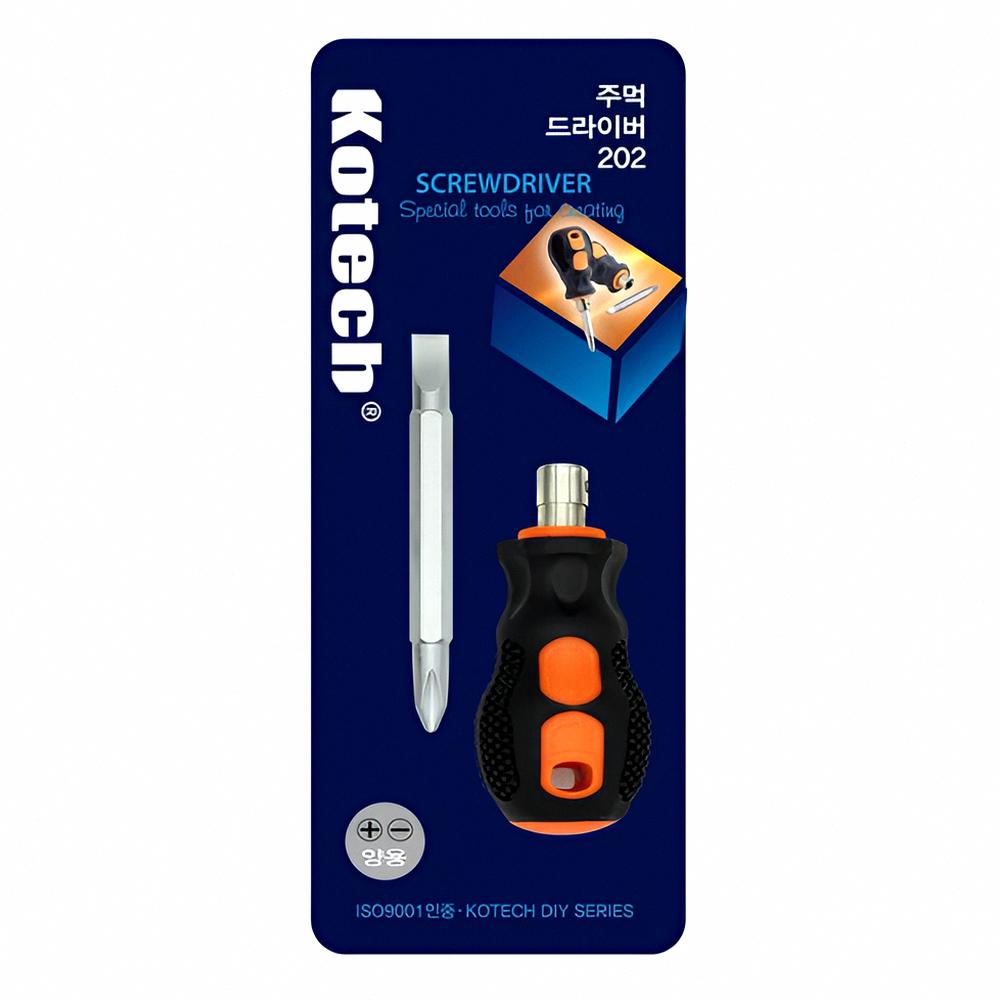 Kotech®
주먹
드라이버
202
SCREWDRIVER
Special tools for creating
양용
ISO9001인증·KOTECH DIY SERIES